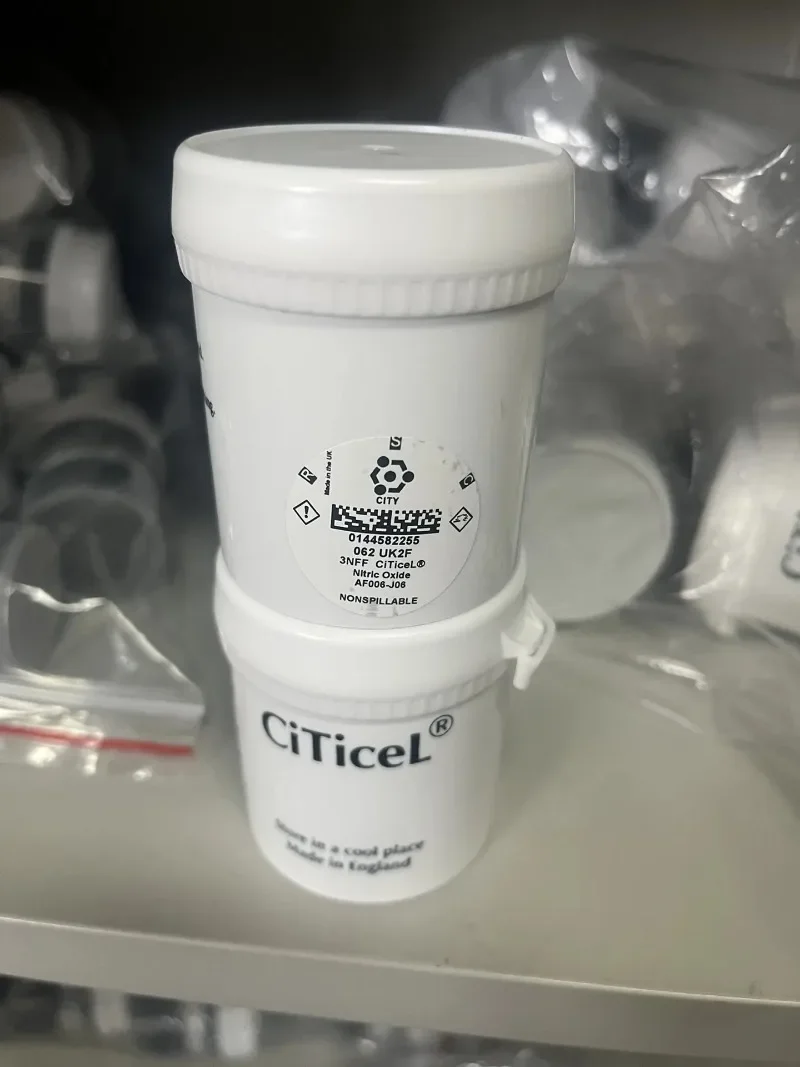 Made in the UK
CITY
0144582255
062 UK2F
3NFF CiTiceL®
Nitric Oxide
AF006-J06
NONSPILLABLE
CiTiceL®
Store in a cool place
Made in England